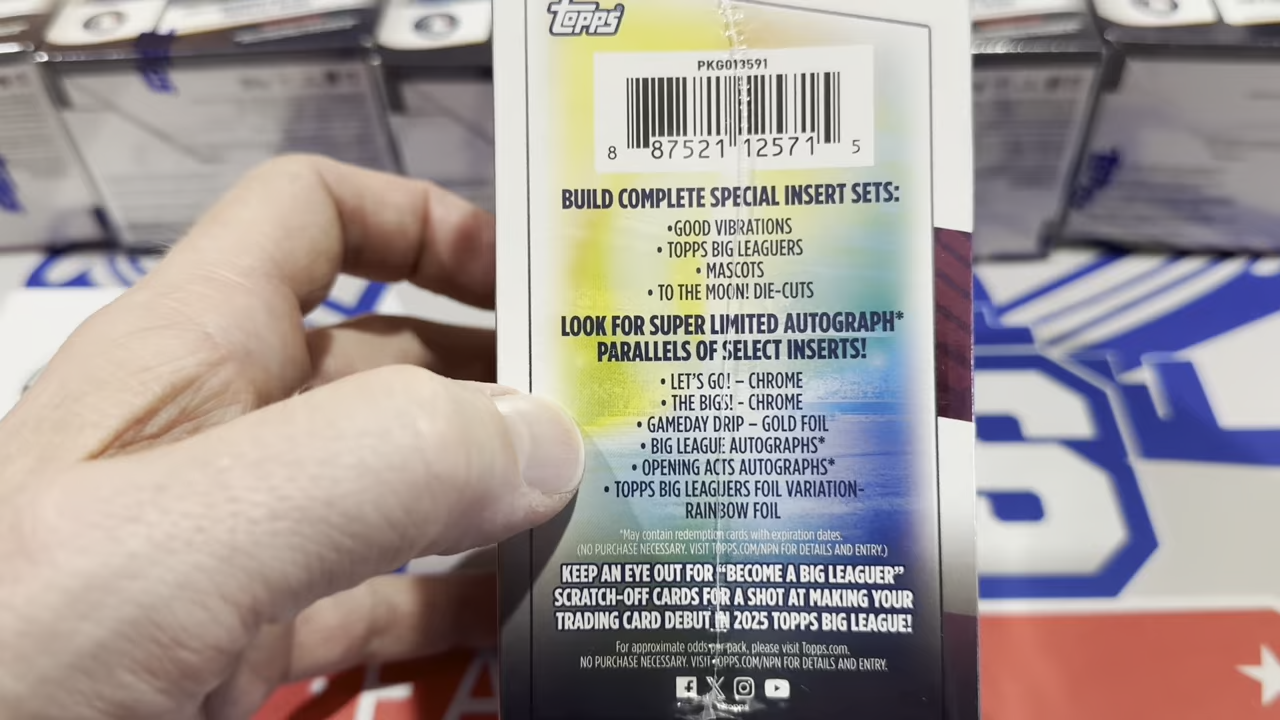 topps
PKG013591
8 87521 12571 5
BUILD COMPLETE SPECIAL INSERT SETS:
•GOOD VIBRATIONS
• TOPPS BIG LEAGUERS
• MASCOTS
• TO THE MOON! DIE-CUTS
LOOK FOR SUPER LIMITED AUTOGRAPH*
PARALLELS OF SELECT INSERTS!
• LET'S GO! – CHROME
• THE BIGS! - CHROME
• GAMEDAY DRIP – GOLD FOIL
• BIG LEAGUE AUTOGRAPHS*
• OPENING ACTS AUTOGRAPHS*
• TOPPS BIG LEAGUERS FOIL VARIATION-
RAINBOW FOIL
*May contain redemption cards with expiration dates.
(NO PURCHASE NECESSARY. VISIT TOPPS.COM/NPN FOR DETAILS AND ENTRY.)
KEEP AN EYE OUT FOR “BECOME A BIG LEAGUER”
SCRATCH-OFF CARDS FOR A SHOT AT MAKING YOUR
TRADING CARD DEBUT IN 2025 TOPPS BIG LEAGUE!
For approximate odds per pack, please visit Topps.com.
NO PURCHASE NECESSARY. VISIT TOPPS.COM/NPN FOR DETAILS AND ENTRY.
topps
FA